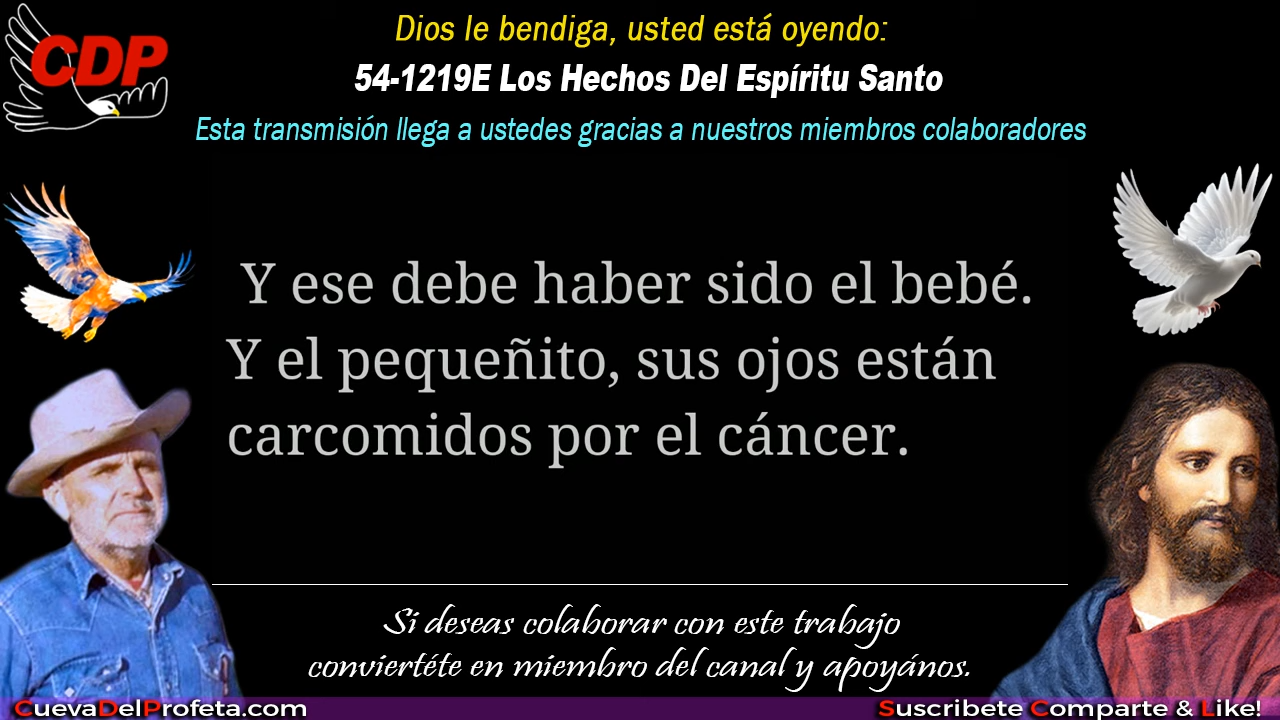 CDP
Dios le bendiga, usted está oyendo:
54-1219E Los Hechos Del Espíritu Santo
Esta transmisión llega a ustedes gracias a nuestros miembros colaboradores
Y ese debe haber sido el bebé.
Y el pequeñito, sus ojos están
carcomidos por el cáncer.
Si deseas colaborar con este trabajo
conviertéte en miembro del canal y apoyános.
CuevaDelProfeta.com
Suscribete Comparte & Like!